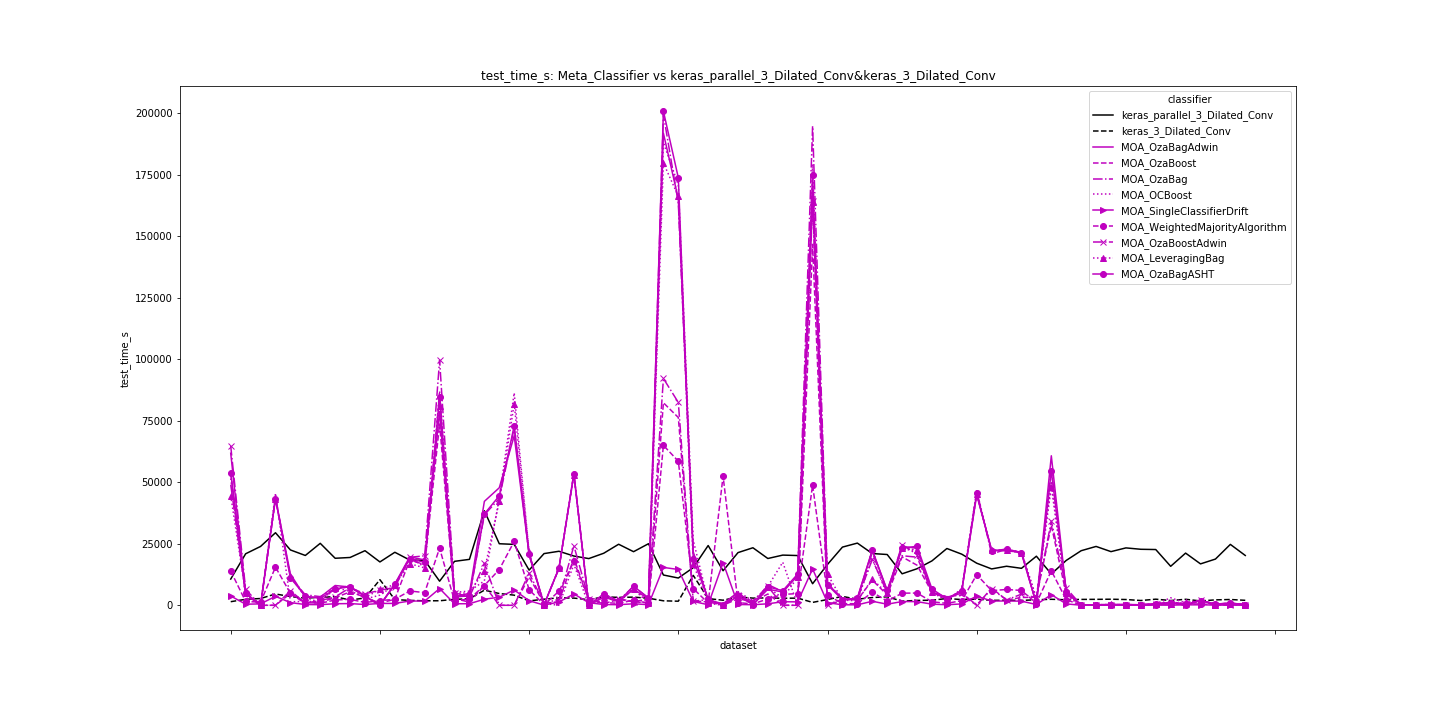 test_time_s: Meta_Classifier vs keras_parallel_3_Dilated_Conv&keras_3_Dilated_Conv
classifier
keras_parallel_3_Dilated_Conv
keras_3_Dilated_Conv
MOA_OzaBagAdwin
MOA_OzaBoost
MOA_OzaBag
MOA_OCBoost
MOA_SingleClassifierDrift
MOA_WeightedMajorityAlgorithm
MOA_OzaBoostAdwin
MOA_LeveragingBag
MOA_OzaBagASHT
200000
175000
150000
125000
100000
75000
50000
25000
0
test_time_s
dataset